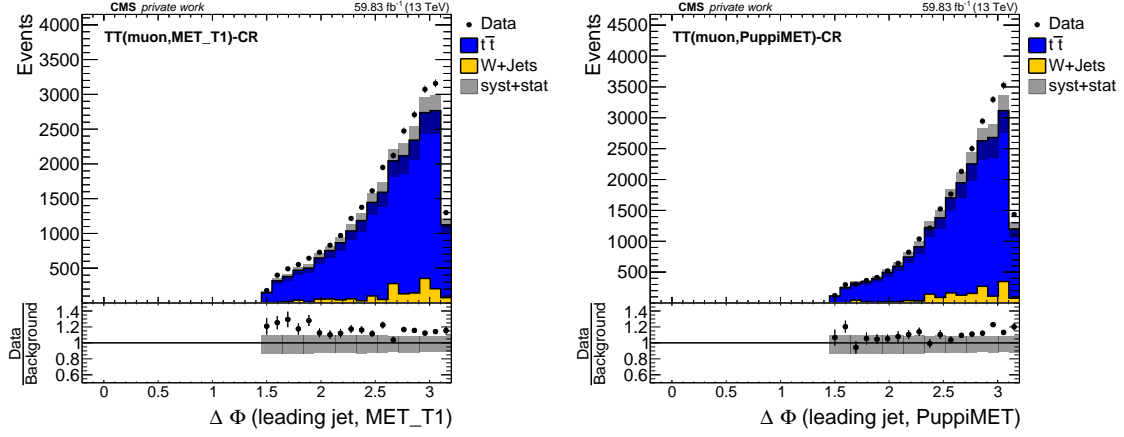 CMS private work 59.83 fb⁻¹ (13 TeV)
TT(muon,MET_T1)-CR
Events
3000
2500
2000
1500
1000
500
4000
3500
Data
t t̅
W+Jets
syst+stat
Data
Background
1.4
1.2
1
0.8
0.6
0 0.5 1 1.5 2 2.5 3
Δ Φ (leading jet, MET_T1)
CMS private work 59.83 fb⁻¹ (13 TeV)
TT(muon,PuppiMET)-CR
Events
4500
4000
3500
3000
2500
2000
1500
1000
500
Data
t t̅
W+Jets
syst+stat
Data
Background
1.4
1.2
1
0.8
0.6
0 0.5 1 1.5 2 2.5 3
Δ Φ (leading jet, PuppiMET)